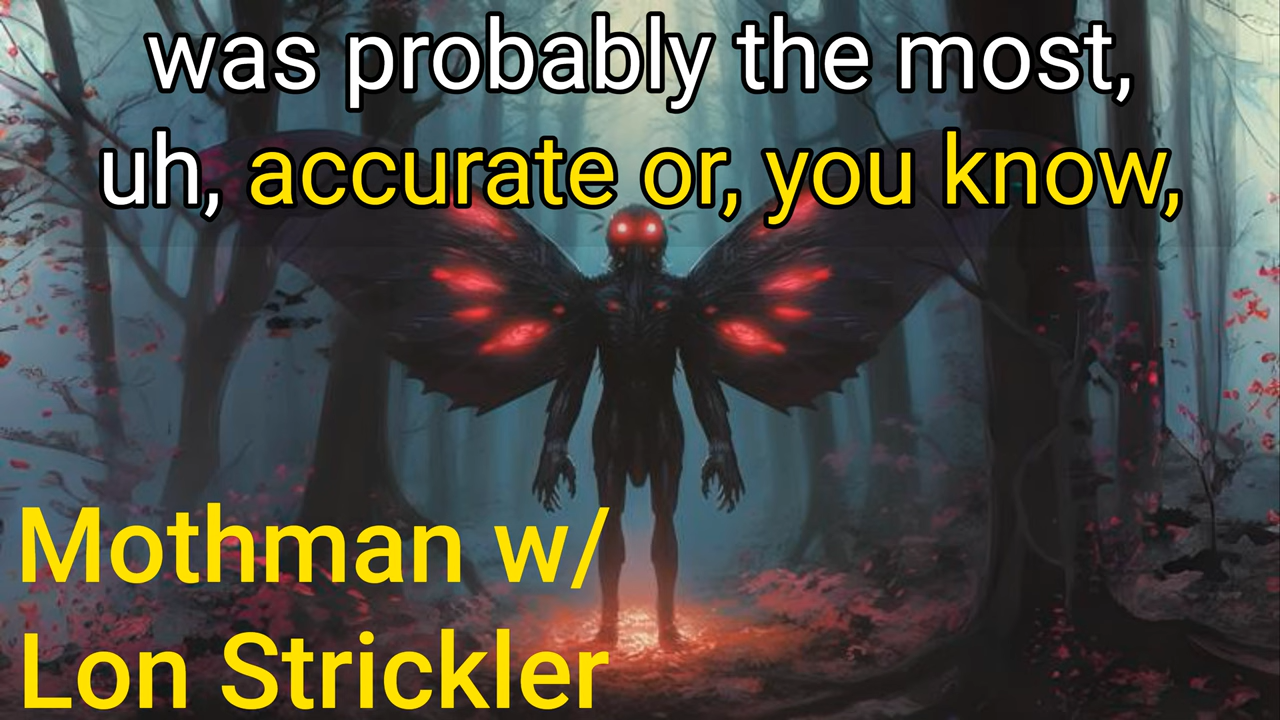 was probably the most,
uh, accurate or, you know,
Mothman w/
Lon Strickler